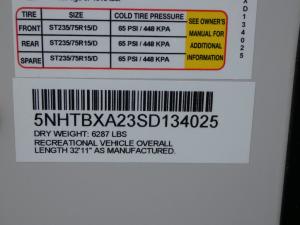 TIRE SIZE COLD TIRE PRESSURE SEE OWNER'S
MANUAL FOR
ADDITIONAL
INFORMATION
FRONT ST235/75R15/D 65 PSI / 448 KPA
REAR ST235/75R15/D 65 PSI / 448 KPA
SPARE ST235/75R15/D 65 PSI / 448 KPA
XD134025
5NHTBXA23SD134025
DRY WEIGHT: 6287 LBS
RECREATIONAL VEHICLE OVERALL
LENGTH 32'11" AS MANUFACTURED.